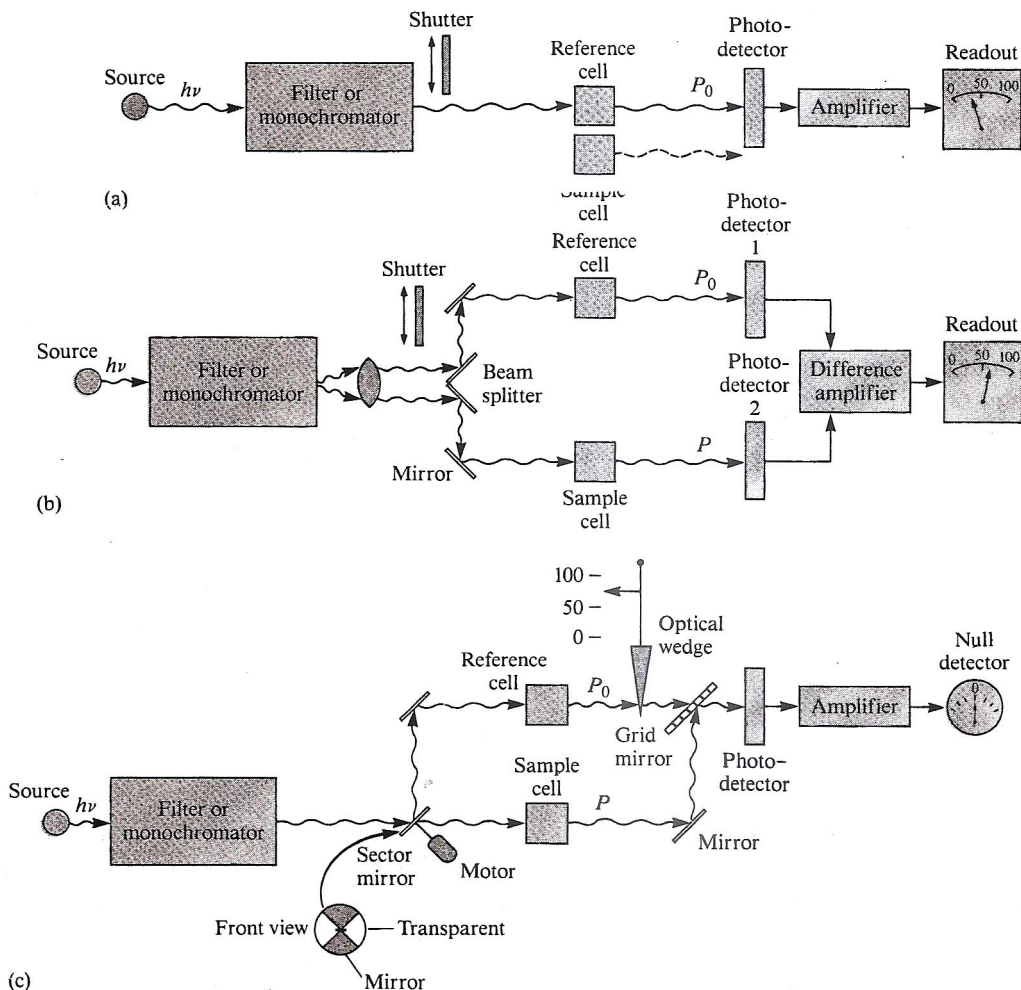 Shutter
Source
hν
Filter or
monochromator
Reference
cell
P0
Photo-
detector
Amplifier
Readout
0 50 100
(a)
Sample
cell
Shutter
Source
hν
Filter or
monochromator
Beam
splitter
Mirror
Reference
cell
P0
Photo-
detector
1
Photo-
detector
2
Sample
cell
P
Difference
amplifier
Readout
0 50 100
(b)
100 –
50 –
0 –
Optical
wedge
Reference
cell
P0
Grid
mirror
Photo-
detector
Amplifier
Null
detector
0
Source
hν
Filter or
monochromator
Sector
mirror
Motor
Sample
cell
P
Mirror
Front view
Transparent
Mirror
(c)